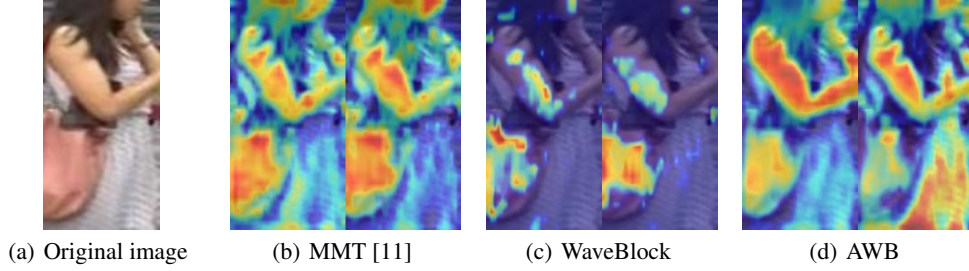 (a) Original image
(b) MMT [11]
(c) WaveBlock
(d) AWB